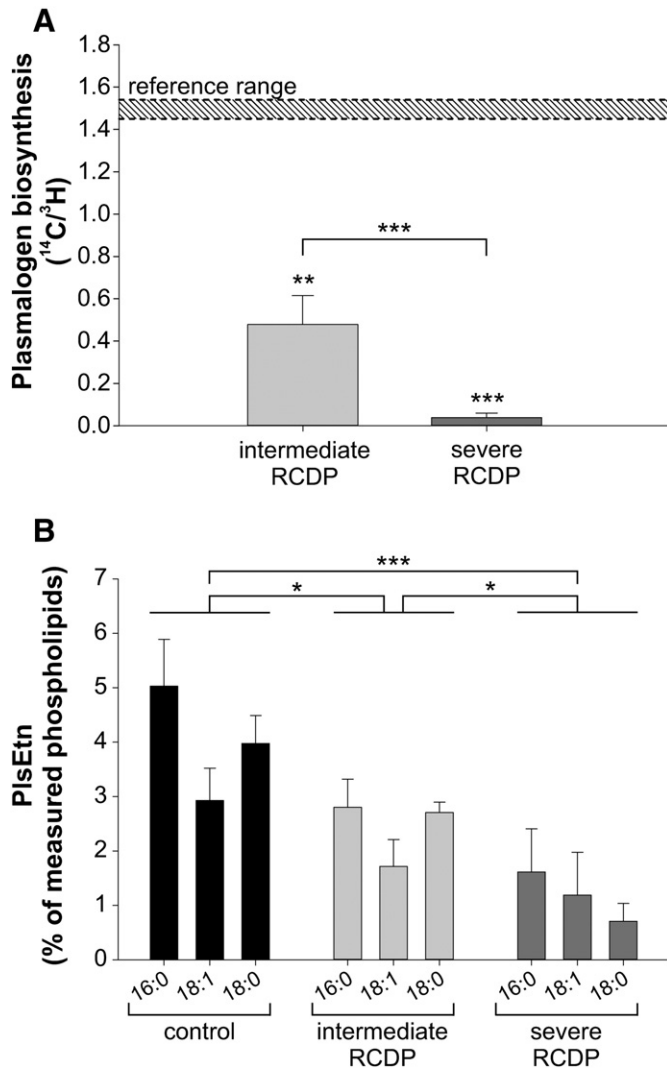 A
Plasmalogen biosynthesis
(¹⁴C/³H)
1.8
1.6
1.4
1.2
1.0
0.8
0.6
0.4
0.2
0.0
reference range
***
**
***
intermediate
RCDP
severe
RCDP
B
PlsEtn
(% of measured phospholipids)
7
6
5
4
3
2
1
0
***
*
*
16:0 18:1 18:0 16:0 18:1 18:0 16:0 18:1 18:0
control
intermediate
RCDP
severe
RCDP